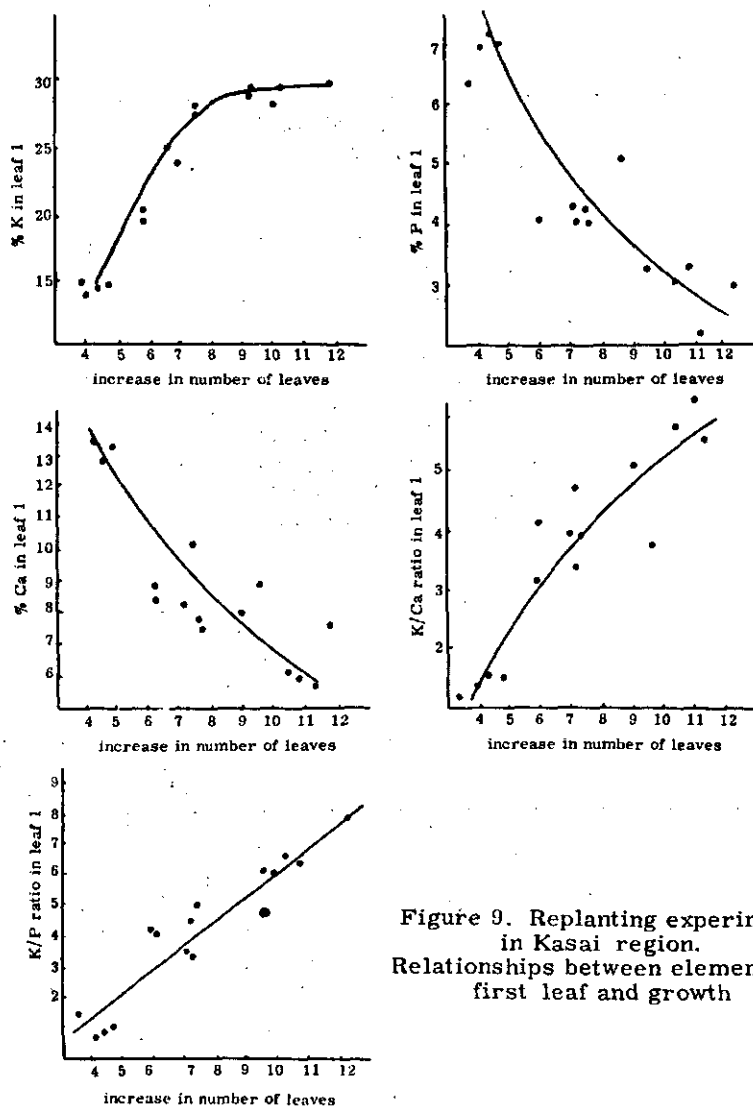 % K in leaf 1
30
25
20
15
4 5 6 7 8 9 10 11 12
increase in number of leaves
% P in leaf 1
7
6
5
4
3
4 5 6 7 8 9 10 11 12
increase in number of leaves
% Ca in leaf 1
14
13
12
11
10
9
8
7
6
4 5 6 7 8 9 10 11 12
increase in number of leaves
K/Ca ratio in leaf 1
5
4
3
2
4 5 6 7 8 9 10 11 12
increase in number of leaves
K/P ratio in leaf 1
9
8
7
6
5
4
3
2
4 5 6 7 8 9 10 11 12
increase in number of leaves
Figure 9. Replanting experim
in Kasai region.
Relationships between elemen
first leaf and growth